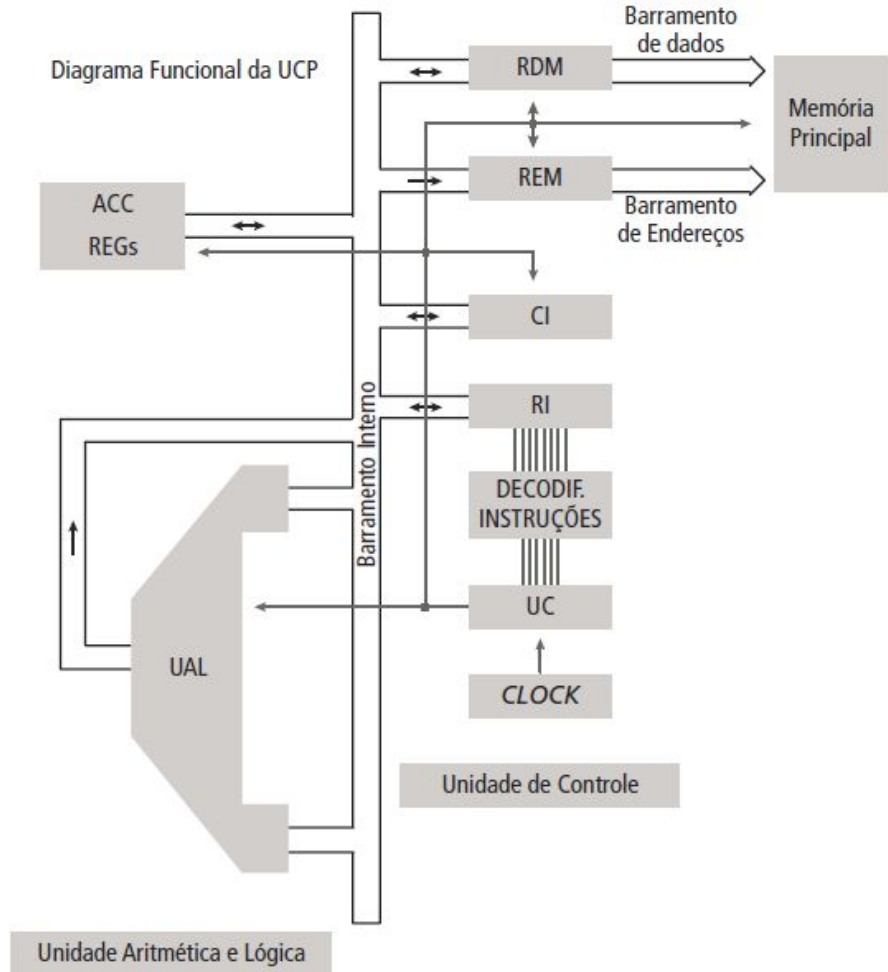 Diagrama Funcional da UCP
Barramento
de dados
RDM
Memória
Principal
REM
Barramento
de Endereços
ACC
REGs
CI
RI
Barramento Interno
DECODIF.
INSTRUÇÕES
UC
UAL
CLOCK
Unidade de Controle
Unidade Aritmética e Lógica